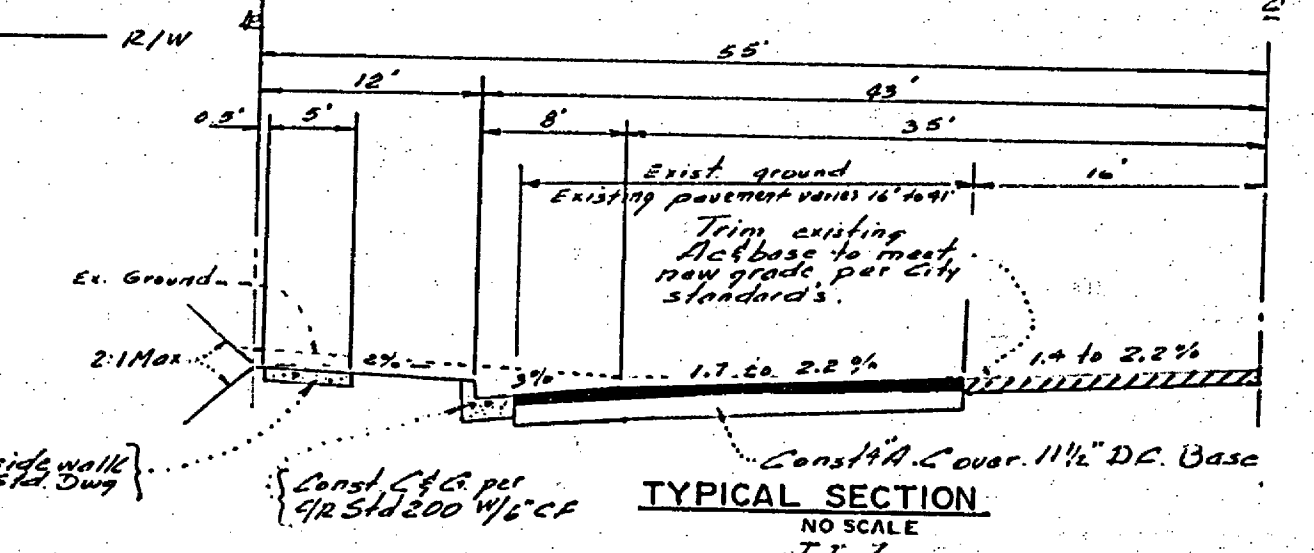 R/W
55'
12'
43'
0.5'
5'
8'
35'
16'
Exist. ground
Existing pavement varies 16' to 41'
Trim existing
Ac & base to meet
new grade per City
standard's.
Ex. Ground
2:1 Max
2%
3%
1.7 to 2.2 %
1.4 to 2.2%
sidewalk
std. Dwg
Const. C & G. per
Std 200 W/6" CF
Const 4" A.C over 11½" Base
TYPICAL SECTION
NO SCALE